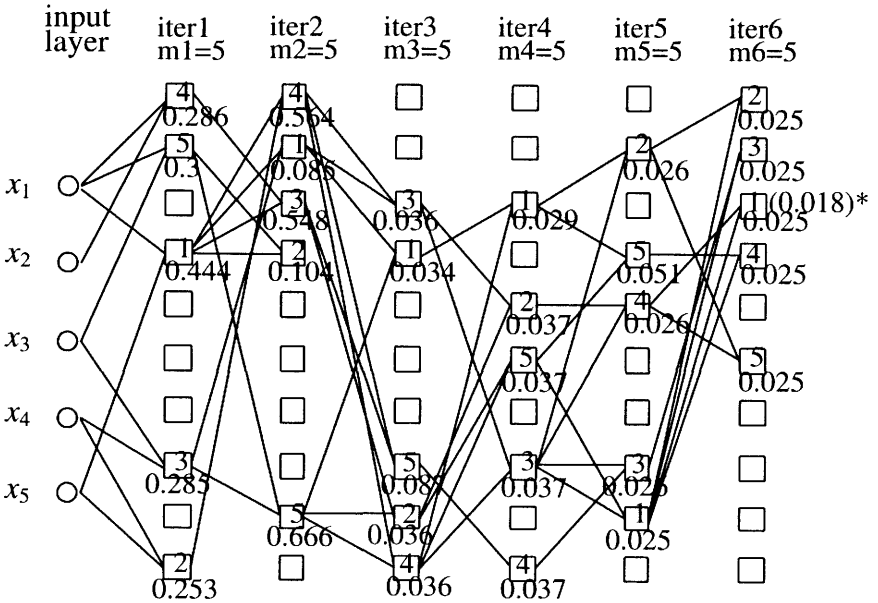 input layer
iter1 iter2 iter3 iter4 iter5 iter6
m1=5 m2=5 m3=5 m4=5 m5=5 m6=5
4 4 2
0.286 0.564 0.025
5 1 2 3
0.3 0.086 0.026 0.025
x1 3 3 1 1 (0.018)*
0.548 0.036 0.029 0.025
x2 1 2 1 5 4
0.444 0.104 0.034 0.051 0.025
2 4
0.037 0.026
x3 5 5
0.037 0.025
x4
3 5 3 3
0.285 0.037
x5
5 2 1
0.666 0.036 0.025
2 4 4
0.253 0.036 0.037